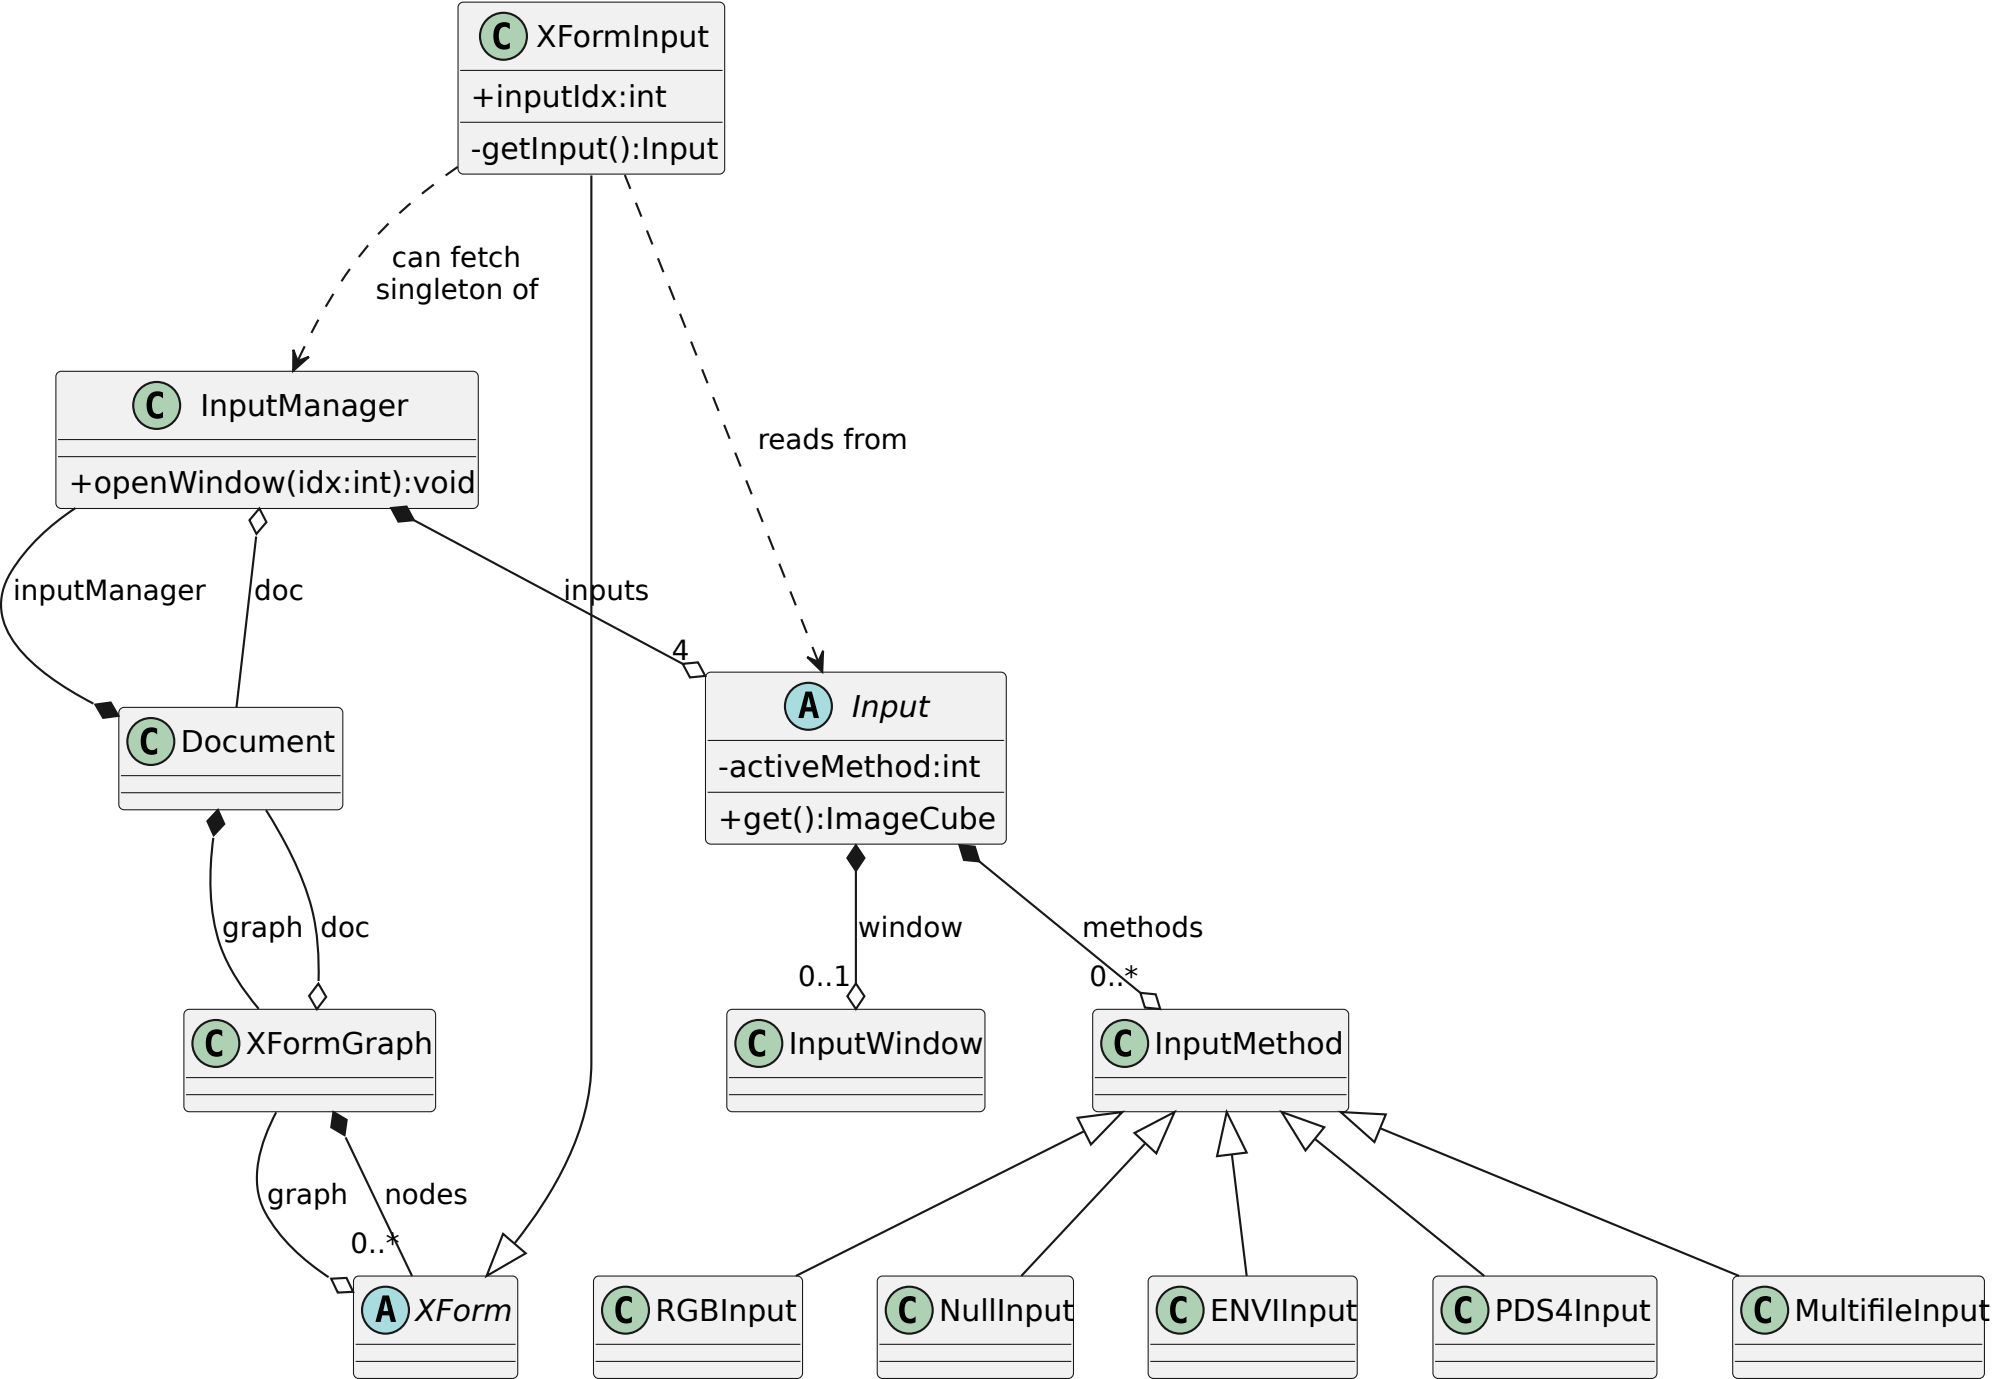 C XFormInput
+inputIdx:int
-getInput():Input
can fetch
singleton of
C InputManager
+openWindow(idx:int):void
reads from
inputManager
doc
inputs
4
A Input
-activeMethod:int
+get():ImageCube
C Document
graph
doc
window
methods
0..1
0..*
C XFormGraph
C InputWindow
C InputMethod
graph
nodes
0..*
A XForm
C RGBInput
C NullInput
C ENVIInput
C PDS4Input
C MultifileInput